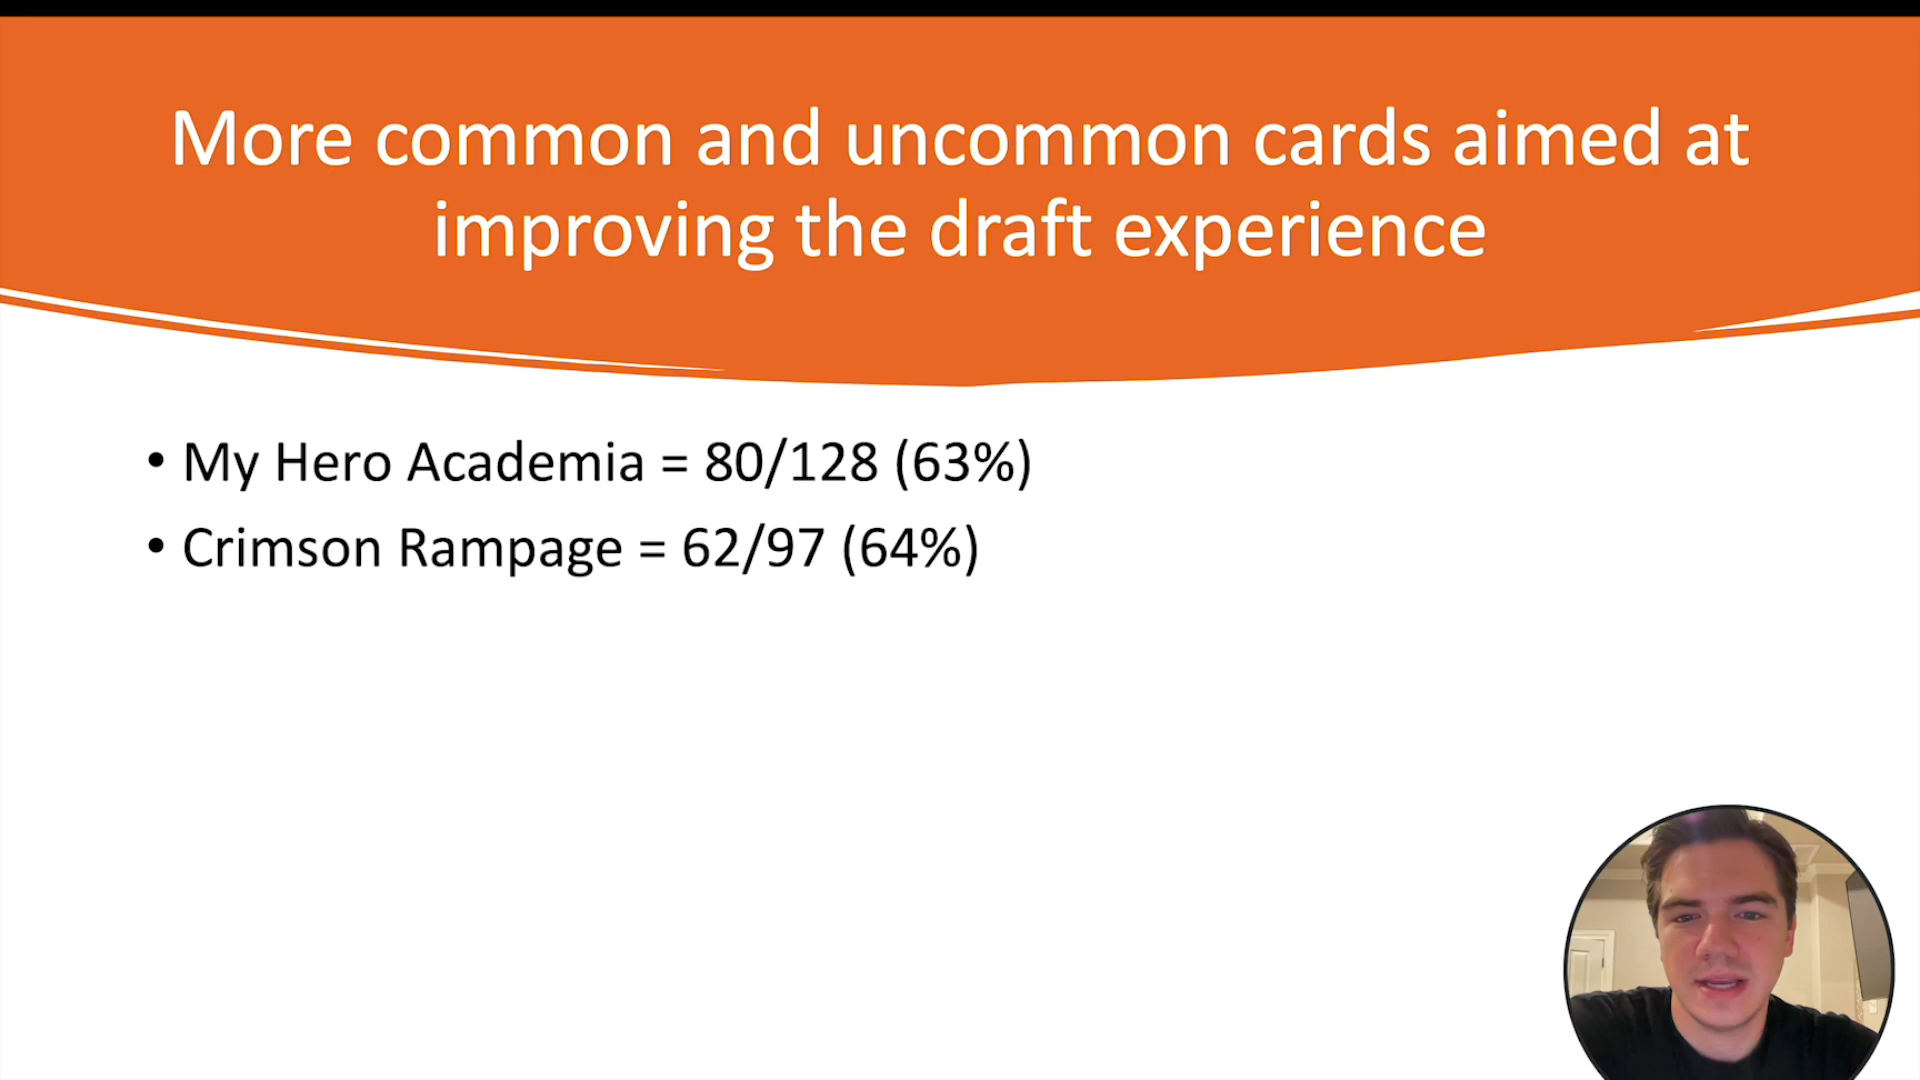 More common and uncommon cards aimed at
improving the draft experience
• My Hero Academia = 80/128 (63%)
• Crimson Rampage = 62/97 (64%)